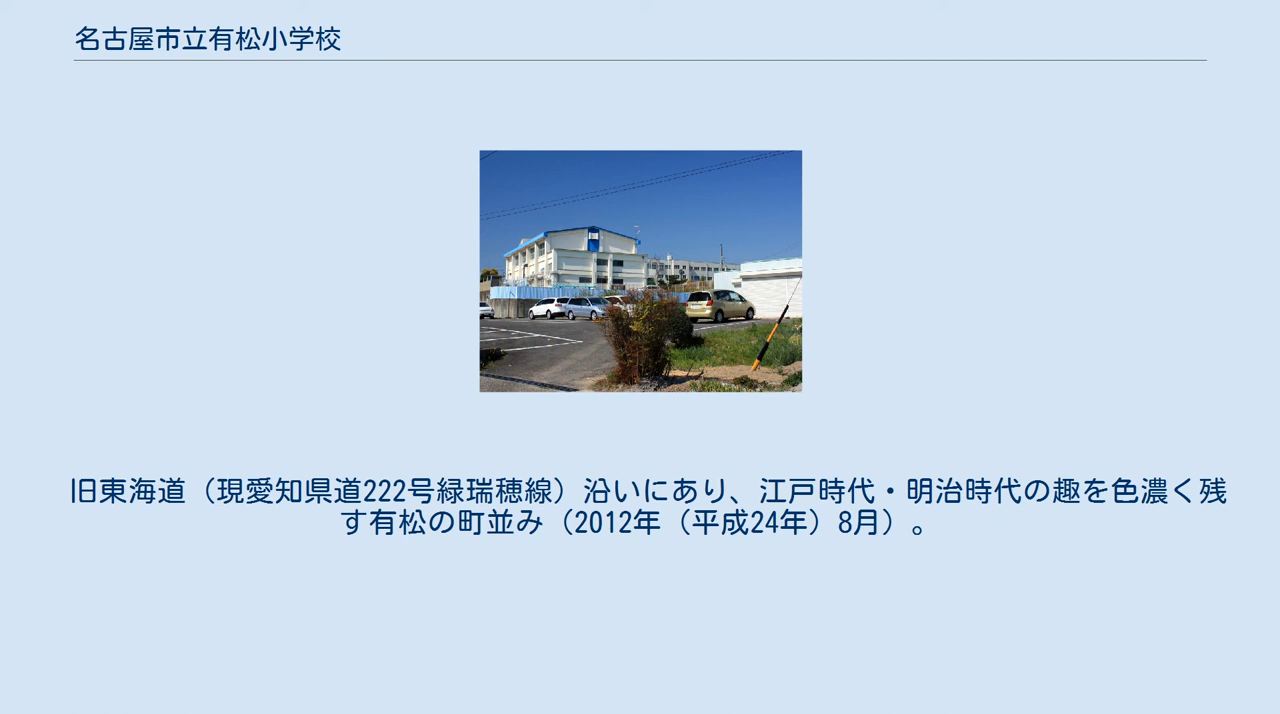 名古屋市立有松小学校
旧東海道（現愛知県道222号緑瑞穂線）沿いにあり、江戸時代・明治時代の趣を色濃く残
す有松の町並み（2012年（平成24年）8月）。